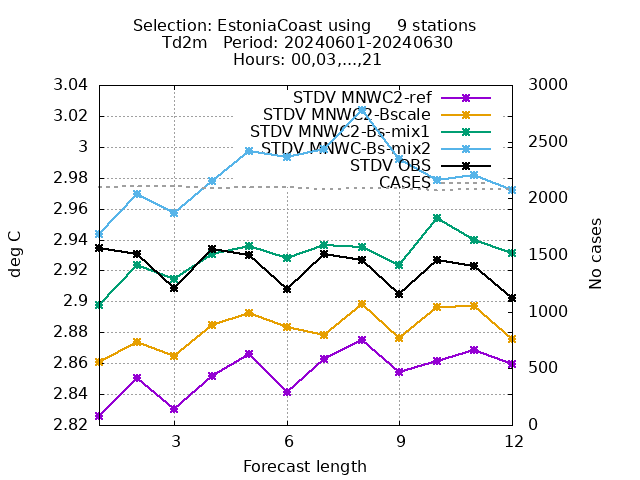 Selection: EstoniaCoast using     9 stations
Td2m   Period: 20240601-20240630
Hours: 00,03,...,21
STDV MNWC2-ref
STDV MNWC2-Bscale
STDV MNWC2-Bs-mix1
STDV MNWC-Bs-mix2
STDV OBS
CASES
3.04
3.02
3
2.98
2.96
2.94
2.92
2.9
2.88
2.86
2.84
2.82
3000
2500
2000
1500
1000
500
0
deg C
No cases
3 6 9 12
Forecast length